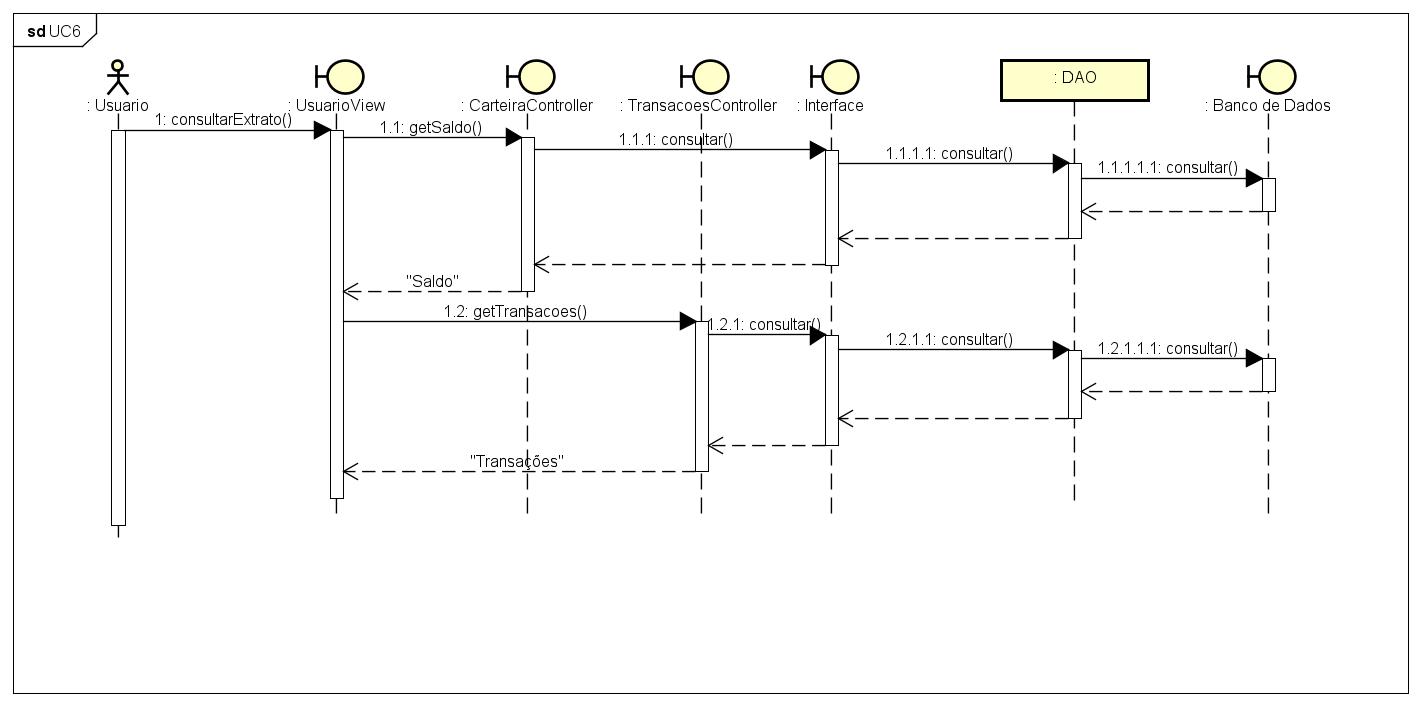 sd UC6
: Usuario
: UsuarioView
: CarteiraController
: TransacoesController
: Interface
: DAO
: Banco de Dados
1: consultarExtrato()
1.1: getSaldo()
1.1.1: consultar()
1.1.1.1: consultar()
1.1.1.1.1: consultar()
"Saldo"
1.2: getTransacoes()
1.2.1: consultar()
1.2.1.1: consultar()
1.2.1.1.1: consultar()
"Transações"